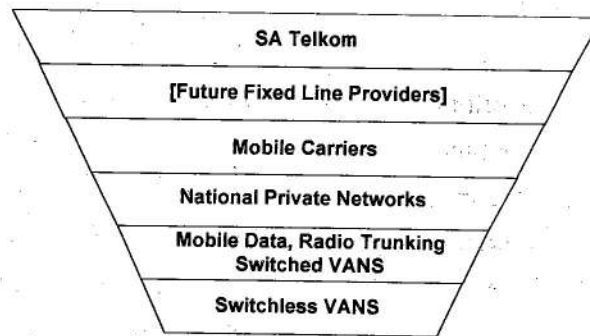 SA Telkom
[Future Fixed Line Providers]
Mobile Carriers
National Private Networks
Mobile Data, Radio Trunking
Switched VANS
Switchless VANS